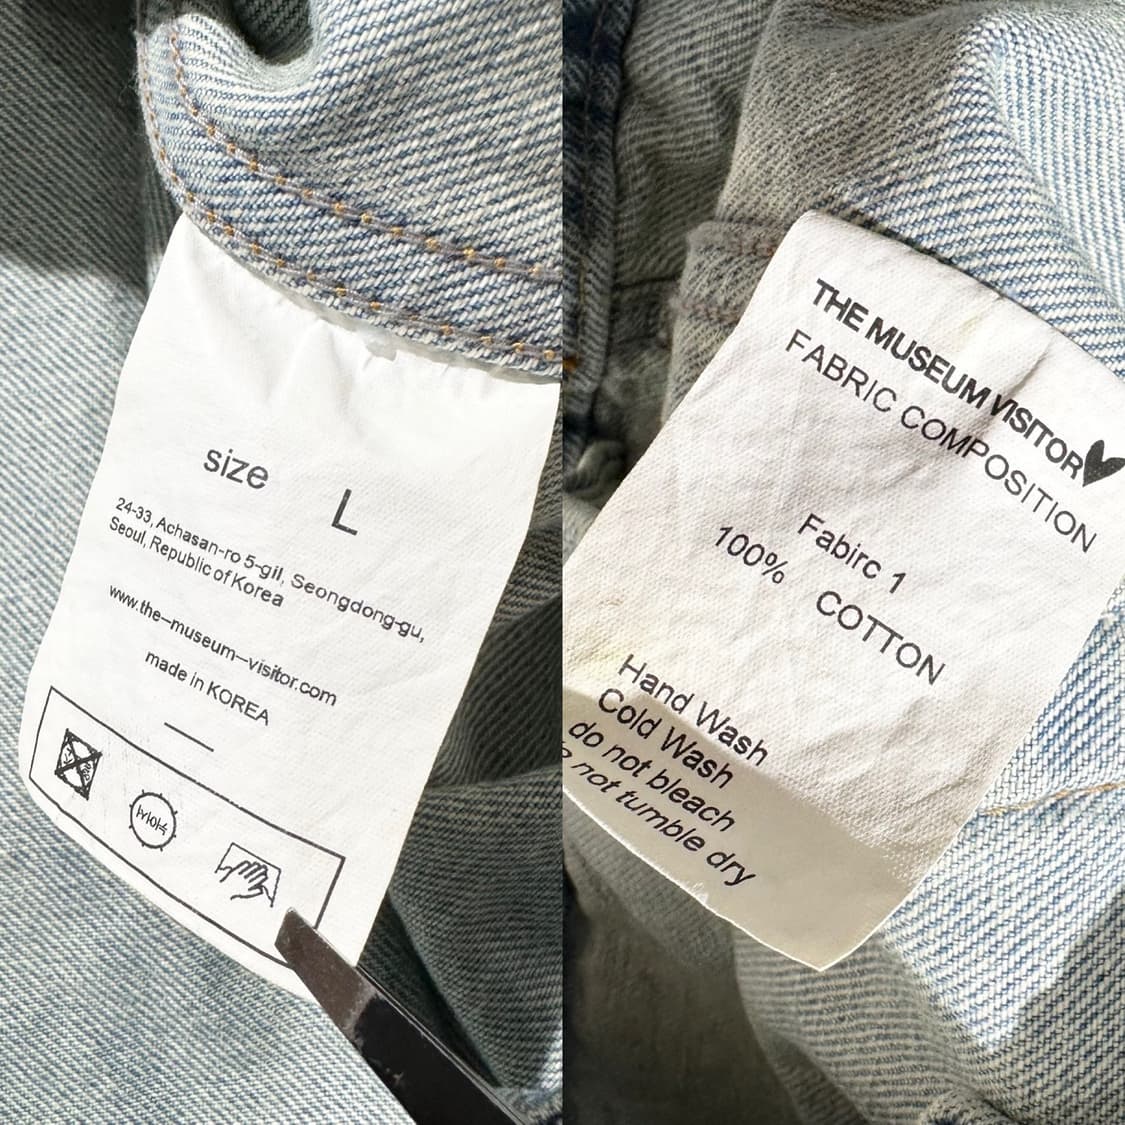 size L
24-33, Achasan-ro 5-gil, Seongdong-gu,
Seoul, Republic of Korea
www.the-museum-visitor.com
made in KOREA
THE MUSEUM VISITOR
FABRIC COMPOSITION
Fabirc 1
100% COTTON
Hand Wash
Cold Wash
do not bleach
not tumble dry